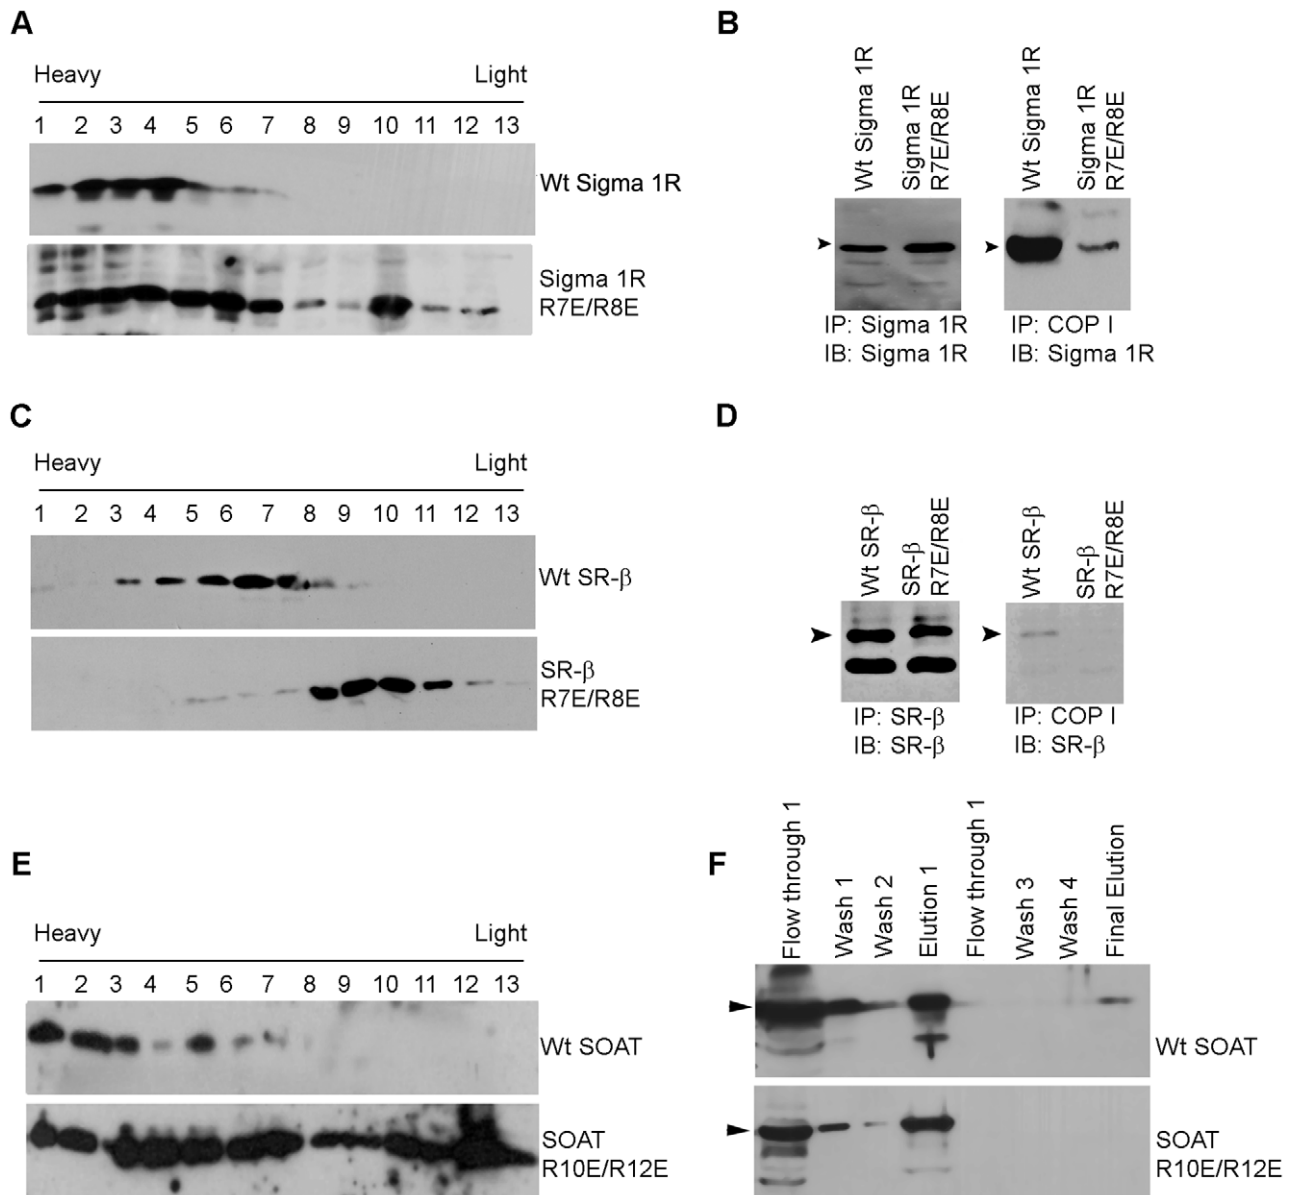 A
Heavy Light
1 2 3 4 5 6 7 8 9 10 11 12 13
Wt Sigma 1R
Sigma 1R
R7E/R8E
B
Wt Sigma 1R
Sigma 1R
R7E/R8E
Wt Sigma 1R
Sigma 1R
R7E/R8E
IP: Sigma 1R
IB: Sigma 1R
IP: COP I
IB: Sigma 1R
C
Heavy Light
1 2 3 4 5 6 7 8 9 10 11 12 13
Wt SR-β
SR-β
R7E/R8E
D
Wt SR-β
SR-β
R7E/R8E
Wt SR-β
SR-β
R7E/R8E
IP: SR-β
IB: SR-β
IP: COP I
IB: SR-β
E
Heavy Light
1 2 3 4 5 6 7 8 9 10 11 12 13
Wt SOAT
SOAT
R10E/R12E
F
Flow through 1
Wash 1
Wash 2
Elution 1
Flow through 1
Wash 3
Wash 4
Final Elution
Wt SOAT
SOAT
R10E/R12E